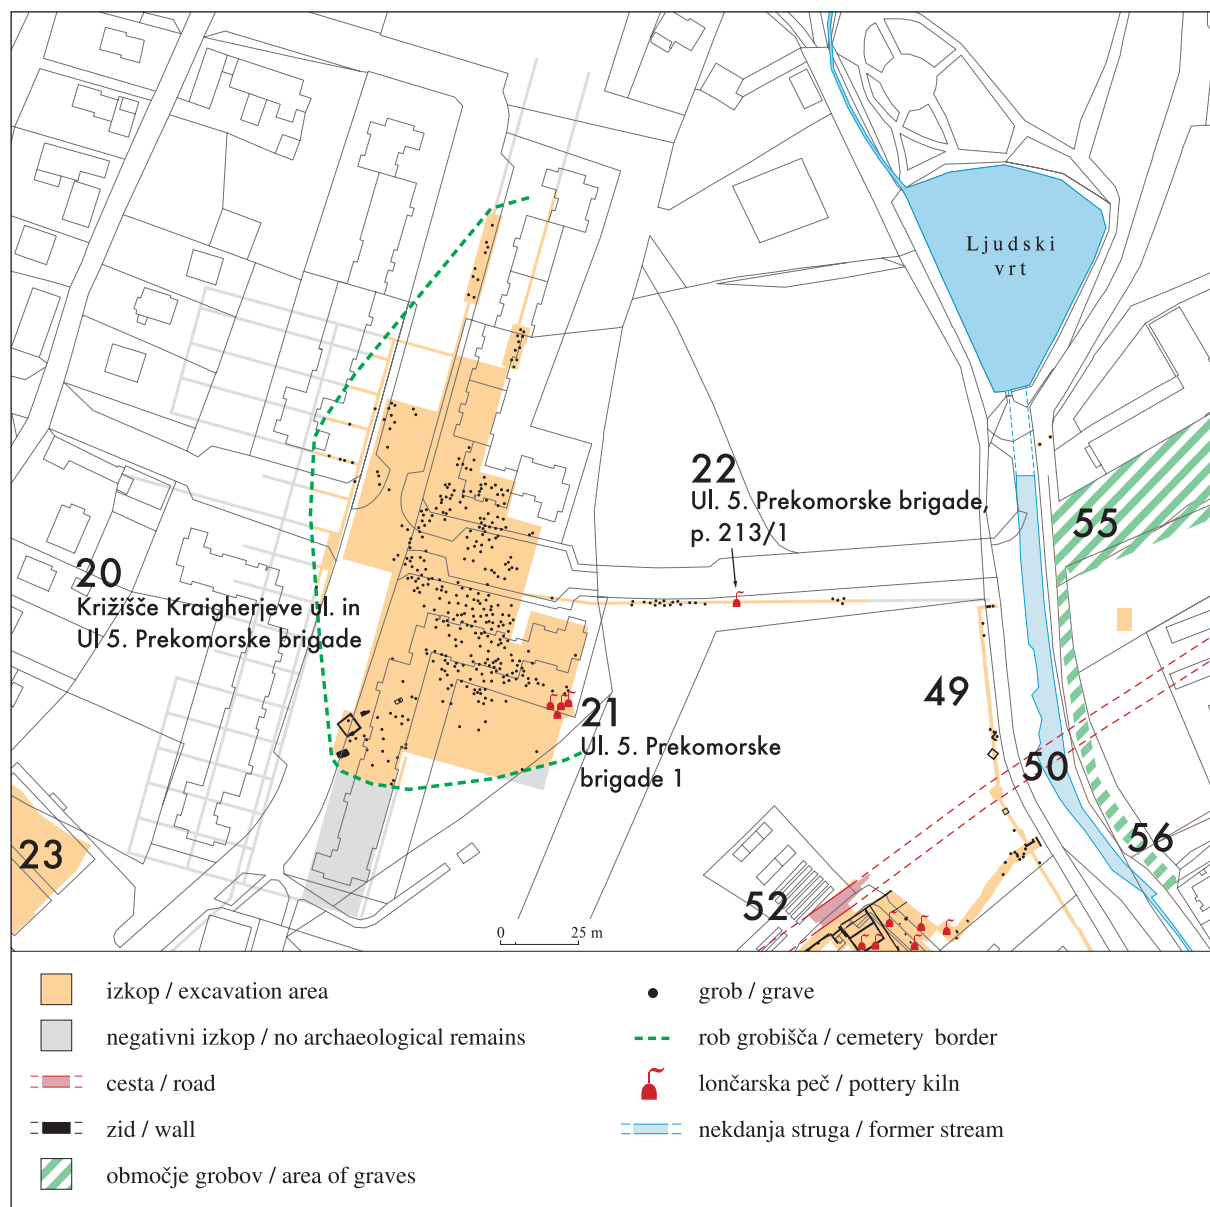 Ljudski
vrt
22
Ul. 5. Prekomorske brigade,
p. 213/1
55
20
Križišče Kraigherjeve ul. in
Ul 5. Prekomorske brigade
49
21
Ul. 5. Prekomorske
brigade 1
50
56
23
52
0 25 m
izkop / excavation area
negativni izkop / no archaeological remains
cesta / road
zid / wall
območje grobov / area of graves
grob / grave
rob grobišča / cemetery border
lončarska peč / pottery kiln
nekdanja struga / former stream